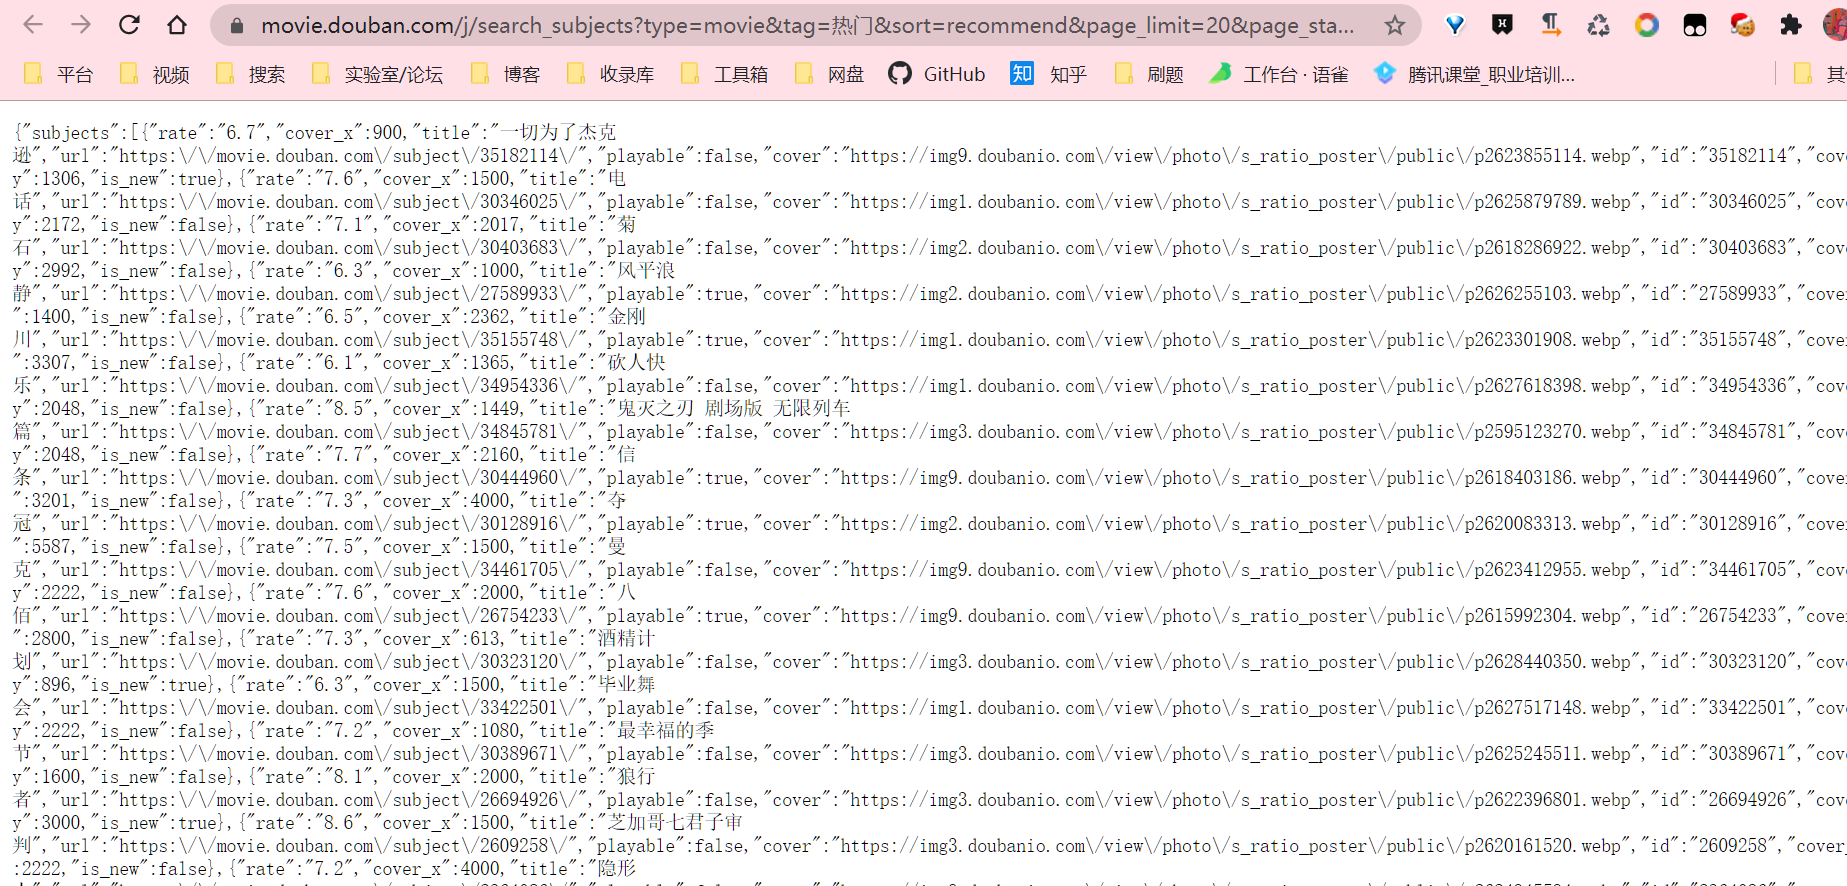 movie.douban.com/j/search_subjects?type=movie&tag=热门&sort=recommend&page_limit=20&page_sta...
平台 视频 搜索 实验室/论坛 博客 收录库 工具箱 网盘 GitHub 知 知乎 刷题 工作台 · 语雀 腾讯课堂_职业培训...
{"subjects":[{"rate":"6.7","cover_x":900,"title":"一切为了杰克
逊","url":"https:\/\/movie.douban.com\/subject\/35182114\/","playable":false,"cover":"https://img9.doubanio.com\/view\/photo\/s_ratio_poster\/public\/p2623855114.webp","id":"35182114","cov
y":1306,"is_new":true},{"rate":"7.6","cover_x":1500,"title":"电
话","url":"https:\/\/movie.douban.com\/subject\/30346025\/","playable":false,"cover":"https://img1.doubanio.com\/view\/photo\/s_ratio_poster\/public\/p2625879789.webp","id":"30346025","cov
y":2172,"is_new":false},{"rate":"7.1","cover_x":2017,"title":"菊
石","url":"https:\/\/movie.douban.com\/subject\/30403683\/","playable":false,"cover":"https://img2.doubanio.com\/view\/photo\/s_ratio_poster\/public\/p2618286922.webp","id":"30403683","cov
y":2992,"is_new":false},{"rate":"6.3","cover_x":1000,"title":"风平浪
静","url":"https:\/\/movie.douban.com\/subject\/27589933\/","playable":true,"cover":"https://img2.doubanio.com\/view\/photo\/s_ratio_poster\/public\/p2626255103.webp","id":"27589933","cove
":1400,"is_new":false},{"rate":"6.5","cover_x":2362,"title":"金刚
川","url":"https:\/\/movie.douban.com\/subject\/35155748\/","playable":true,"cover":"https://img1.doubanio.com\/view\/photo\/s_ratio_poster\/public\/p2623301908.webp","id":"35155748","cove
":3307,"is_new":false},{"rate":"6.1","cover_x":1365,"title":"砍人快
乐","url":"https:\/\/movie.douban.com\/subject\/34954336\/","playable":false,"cover":"https://img1.doubanio.com\/view\/photo\/s_ratio_poster\/public\/p2627618398.webp","id":"34954336","cov
y":2048,"is_new":false},{"rate":"8.5","cover_x":1449,"title":"鬼灭之刃 剧场版 无限列车
篇","url":"https:\/\/movie.douban.com\/subject\/34845781\/","playable":false,"cover":"https://img3.doubanio.com\/view\/photo\/s_ratio_poster\/public\/p2595123270.webp","id":"34845781","cov
y":2048,"is_new":false},{"rate":"7.7","cover_x":2160,"title":"信
条","url":"https:\/\/movie.douban.com\/subject\/30444960\/","playable":true,"cover":"https://img9.doubanio.com\/view\/photo\/s_ratio_poster\/public\/p2618403186.webp","id":"30444960","cove
":3201,"is_new":false},{"rate":"7.3","cover_x":4000,"title":"夺
冠","url":"https:\/\/movie.douban.com\/subject\/30128916\/","playable":true,"cover":"https://img2.doubanio.com\/view\/photo\/s_ratio_poster\/public\/p2620083313.webp","id":"30128916","cove
":5587,"is_new":false},{"rate":"7.5","cover_x":1500,"title":"曼
克","url":"https:\/\/movie.douban.com\/subject\/34461705\/","playable":false,"cover":"https://img9.doubanio.com\/view\/photo\/s_ratio_poster\/public\/p2623412955.webp","id":"34461705","cov
y":2222,"is_new":false},{"rate":"7.6","cover_x":2000,"title":"八
佰","url":"https:\/\/movie.douban.com\/subject\/26754233\/","playable":true,"cover":"https://img9.doubanio.com\/view\/photo\/s_ratio_poster\/public\/p2615992304.webp","id":"26754233","cove
":2800,"is_new":false},{"rate":"7.3","cover_x":613,"title":"酒精计
划","url":"https:\/\/movie.douban.com\/subject\/30323120\/","playable":false,"cover":"https://img3.doubanio.com\/view\/photo\/s_ratio_poster\/public\/p2628440350.webp","id":"30323120","cov
y":896,"is_new":true},{"rate":"6.3","cover_x":1500,"title":"毕业舞
会","url":"https:\/\/movie.douban.com\/subject\/33422501\/","playable":false,"cover":"https://img1.doubanio.com\/view\/photo\/s_ratio_poster\/public\/p2627517148.webp","id":"33422501","cov
y":2222,"is_new":false},{"rate":"7.2","cover_x":1080,"title":"最幸福的季
节","url":"https:\/\/movie.douban.com\/subject\/30389671\/","playable":false,"cover":"https://img3.doubanio.com\/view\/photo\/s_ratio_poster\/public\/p2625245511.webp","id":"30389671","cov
y":1600,"is_new":false},{"rate":"8.1","cover_x":2000,"title":"狼行
者","url":"https:\/\/movie.douban.com\/subject\/26694926\/","playable":false,"cover":"https://img3.doubanio.com\/view\/photo\/s_ratio_poster\/public\/p2622396801.webp","id":"26694926","cov
y":3000,"is_new":true},{"rate":"8.6","cover_x":1500,"title":"芝加哥七君子审
判","url":"https:\/\/movie.douban.com\/subject\/2609258\/","playable":false,"cover":"https://img3.doubanio.com\/view\/photo\/s_ratio_poster\/public\/p2620161520.webp","id":"2609258","cover_
:2222,"is_new":false},{"rate":"7.2","cover_x":4000,"title":"隐形